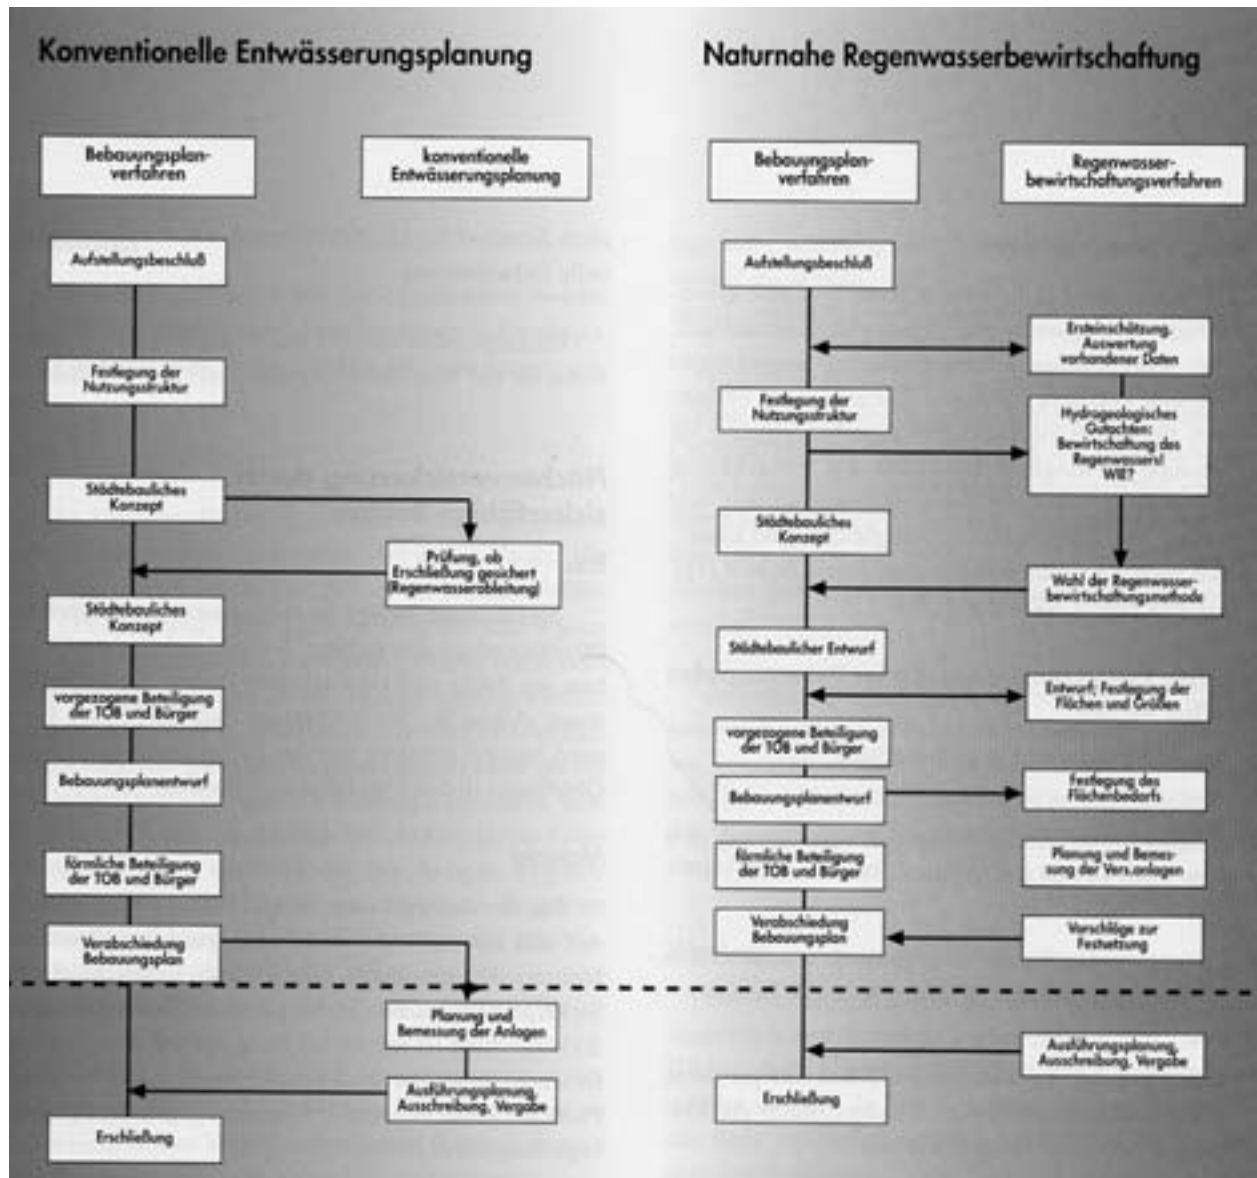 Konventionelle Entwässerungsplanung
Bebauungsplan-
verfahren
konventionelle
Entwässerungsplanung
Aufstellungsbeschluß
Festlegung der
Nutzungsstruktur
Städtebauliches
Konzept
Prüfung, ob
Erschließung gesichert
(Regenwasserableitung)
Städtebauliches
Konzept
vorgezogene Beteiligung
der TÖB und Bürger
Bebauungsplanentwurf
förmliche Beteiligung
der TÖB und Bürger
Verabschiedung
Bebauungsplan
Planung und
Bemessung der Anlagen
Ausführungsplanung,
Ausschreibung, Vergabe
Erschließung
Naturnahe Regenwasserbewirtschaftung
Bebauungsplan-
verfahren
Regenwasser-
bewirtschaftungsverfahren
Aufstellungsbeschluß
Ersteinschätzung,
Auswertung
vorhandener Daten
Festlegung der
Nutzungsstruktur
Hydrogeologisches
Gutachten:
Bewirtschaftung des
Regenwassers!
WIE?
Städtebauliches
Konzept
Wahl der Regenwasser-
bewirtschaftungsmethode
Städtebaulicher Entwurf
Entwurf; Festlegung der
Flächen und Größen
vorgezogene Beteiligung
der TÖB und Bürger
Bebauungsplanentwurf
Festlegung des
Flächenbedarfs
förmliche Beteiligung
der TÖB und Bürger
Planung und Bemes-
sung der Vers.anlagen
Verabschiedung
Bebauungsplan
Vorschläge zur
Festsetzung
Ausführungsplanung,
Ausschreibung, Vergabe
Erschließung